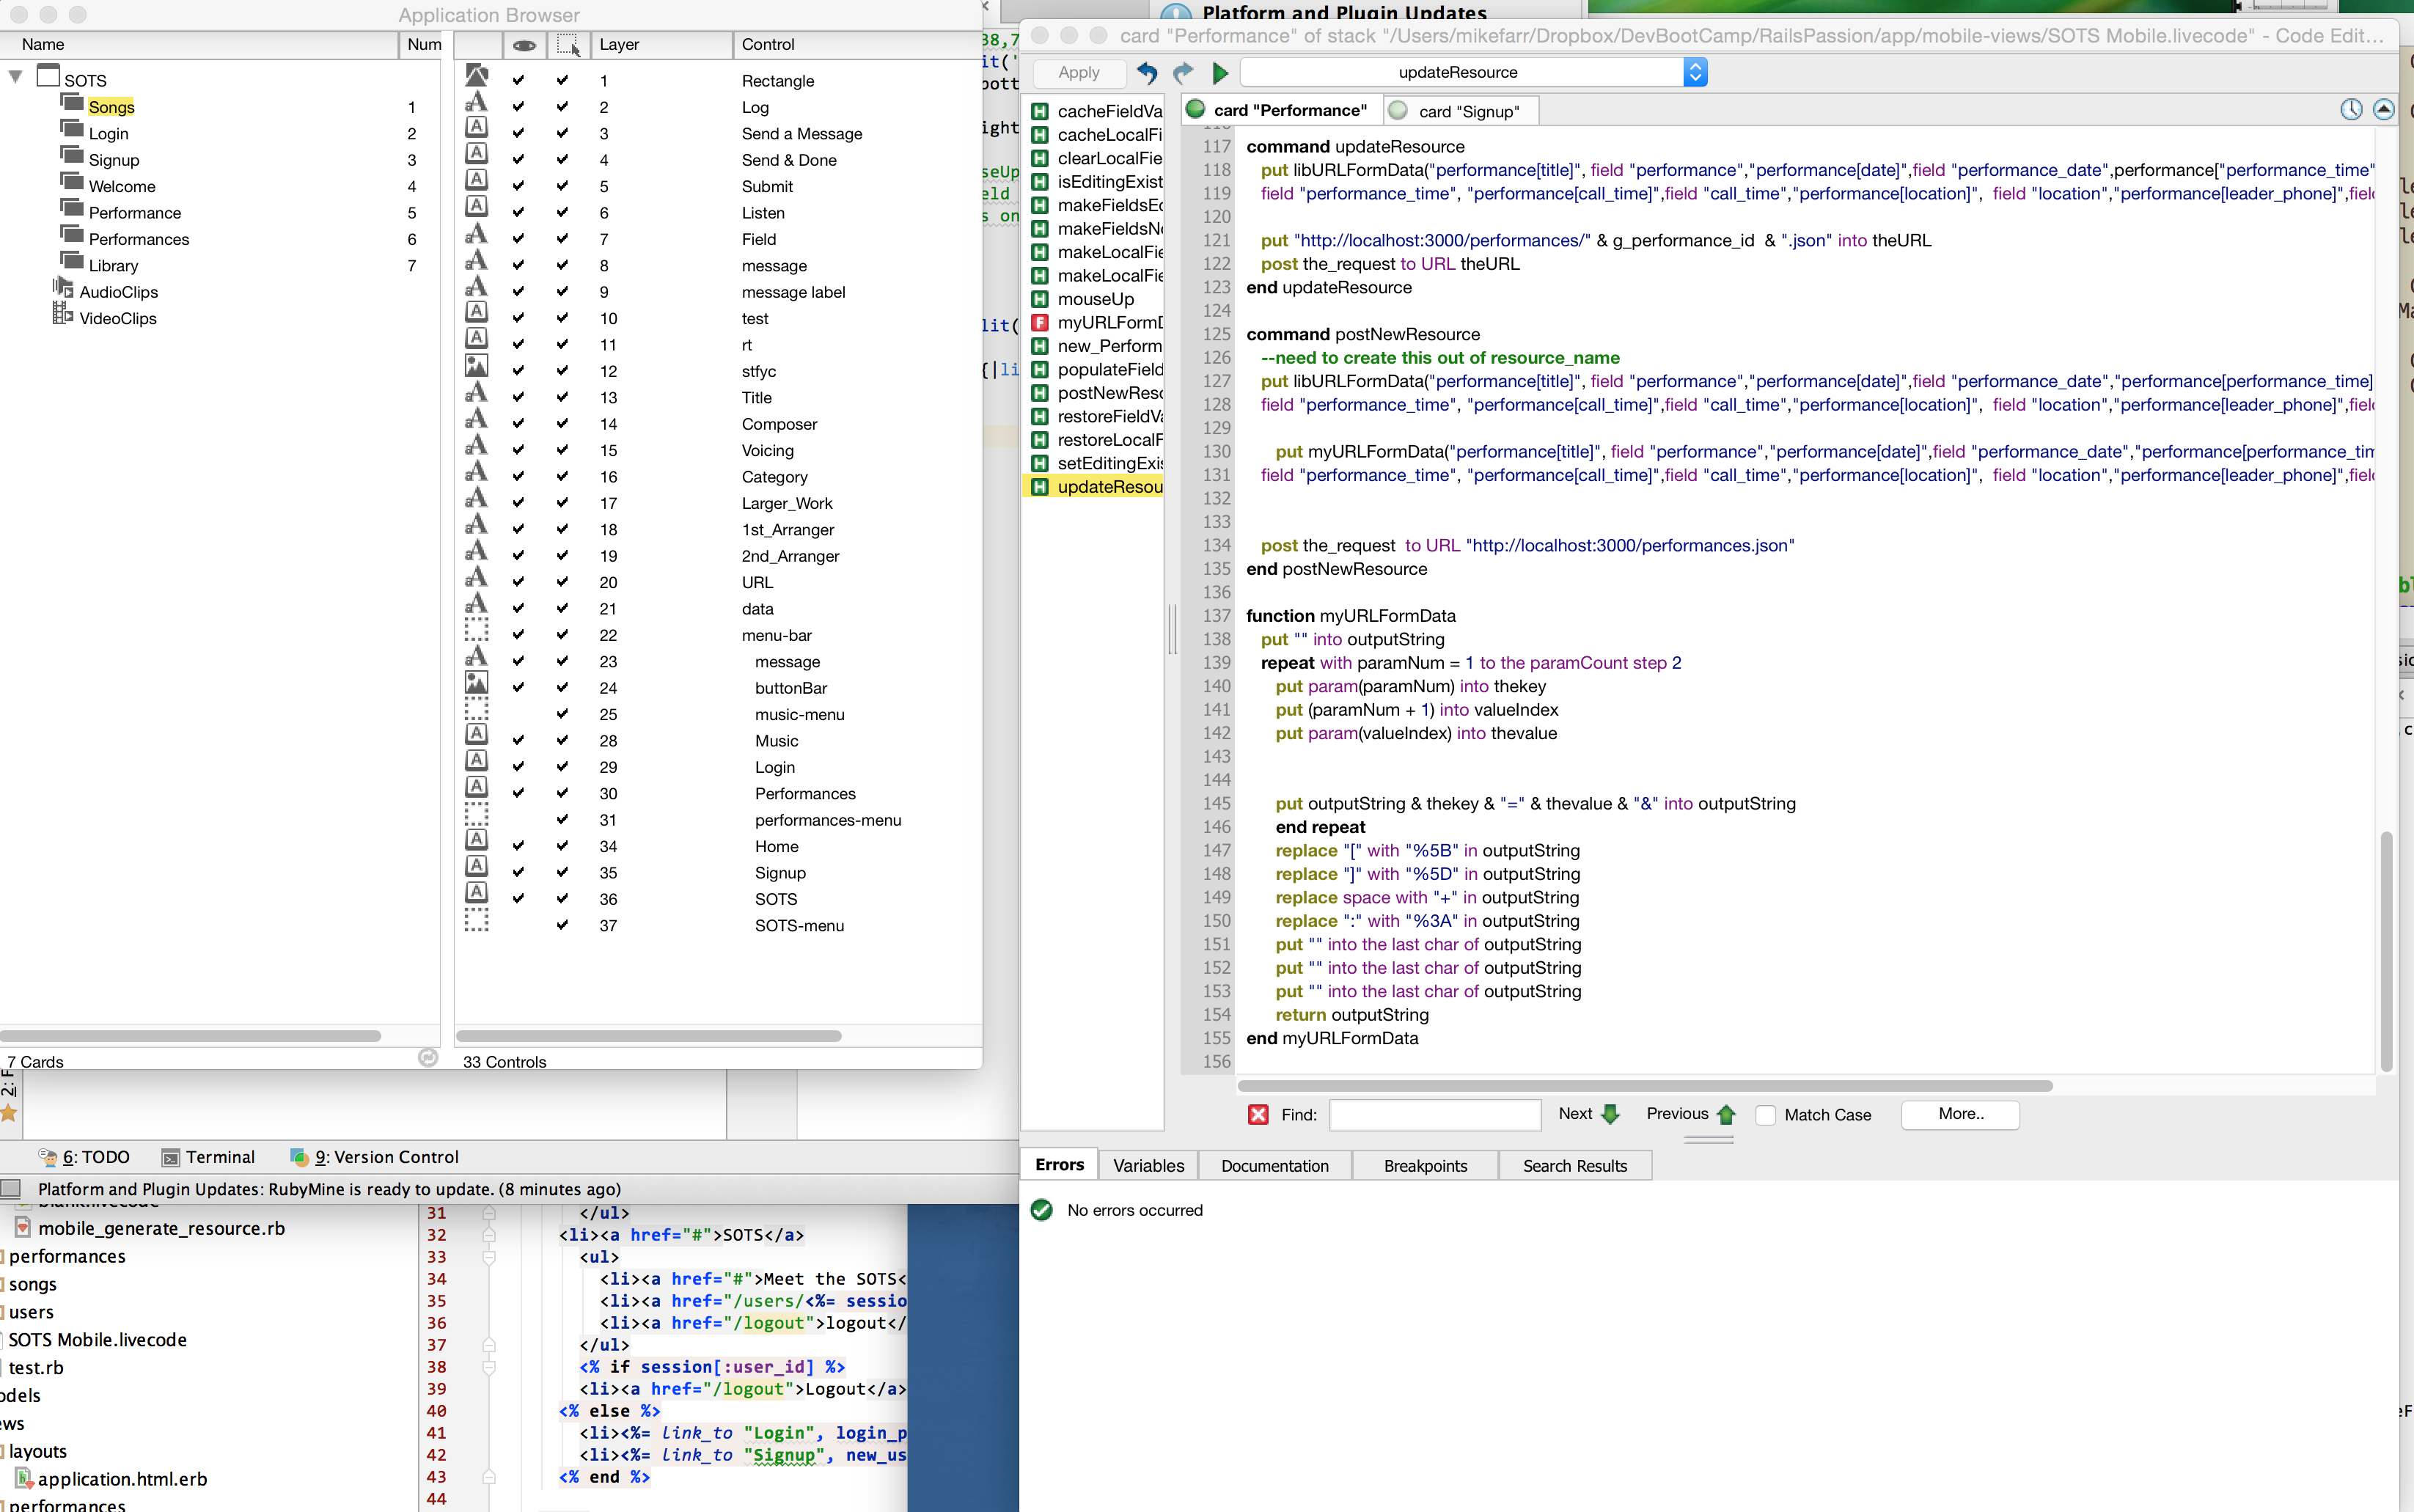 Application Browser
Name
Num
Layer
Control
SOTS
Songs 1
Login 2
Signup 3
Welcome 4
Performance 5
Performances 6
Library 7
AudioClips
VideoClips
1 Rectangle
2 Log
3 Send a Message
4 Send & Done
5 Submit
6 Listen
7 Field
8 message
9 message label
10 test
11 rt
12 stfyc
13 Title
14 Composer
15 Voicing
16 Category
17 Larger_Work
18 1st_Arranger
19 2nd_Arranger
20 URL
21 data
22 menu-bar
23 message
24 buttonBar
25 music-menu
28 Music
29 Login
30 Performances
31 performances-menu
34 Home
35 Signup
36 SOTS
37 SOTS-menu
7 Cards
33 Controls
Platform and Plugin Updates
card "Performance" of stack "/Users/mikefarr/Dropbox/DevBootCamp/RailsPassion/app/mobile-views/SOTS Mobile.livecode" - Code Edit...
Apply
updateResource
cacheFieldVa
cacheLocalFi
clearLocalFie
isEditingExist
makeFieldsEd
makeFieldsNo
makeLocalFie
makeLocalFie
mouseUp
myURLFormD
new_Perform
populateField
postNewReso
restoreFieldVa
restoreLocalF
setEditingExis
updateResou
card "Performance"
card "Signup"
117 command updateResource
118 put libURLFormData("performance[title]", field "performance","performance[date]",field "performance_date",performance["performance_time"
119 field "performance_time", "performance[call_time]",field "call_time","performance[location]",  field "location","performance[leader_phone]",fiel
120
121 put "http://localhost:3000/performances/" & g_performance_id  & ".json" into theURL
122 post the_request to URL theURL
123 end updateResource
124
125 command postNewResource
126 --need to create this out of resource_name
127 put libURLFormData("performance[title]", field "performance","performance[date]",field "performance_date","performance[performance_time]
128 field "performance_time", "performance[call_time]",field "call_time","performance[location]",  field "location","performance[leader_phone]",fiel
129
130 put myURLFormData("performance[title]", field "performance","performance[date]",field "performance_date","performance[performance_tim
131 field "performance_time", "performance[call_time]",field "call_time","performance[location]",  field "location","performance[leader_phone]",fiel
132
133
134 post the_request  to URL "http://localhost:3000/performances.json"
135 end postNewResource
136
137 function myURLFormData
138 put "" into outputString
139 repeat with paramNum = 1 to the paramCount step 2
140 put param(paramNum) into thekey
141 put (paramNum + 1) into valueIndex
142 put param(valueIndex) into thevalue
143
144
145 put outputString & thekey & "=" & thevalue & "&" into outputString
146 end repeat
147 replace "[" with "%5B" in outputString
148 replace "]" with "%5D" in outputString
149 replace space with "+" in outputString
150 replace ":" with "%3A" in outputString
151 put "" into the last char of outputString
152 put "" into the last char of outputString
153 put "" into the last char of outputString
154 return outputString
155 end myURLFormData
156
Find:
Next
Previous
Match Case
More..
Errors
Variables
Documentation
Breakpoints
Search Results
No errors occurred
6: TODO
Terminal
9: Version Control
Platform and Plugin Updates: RubyMine is ready to update. (8 minutes ago)
mobile_generate_resource.rb
performances
songs
users
SOTS Mobile.livecode
test.rb
odels
ews
layouts
application.html.erb
performances
31 </ul>
32 <li><a href="#">SOTS</a>
33 <ul>
34 <li><a href="#">Meet the SOTS<
35 <li><a href="/users/<%= sessio
36 <li><a href="/logout">logout</
37 </ul>
38 <% if session[:user_id] %>
39 <li><a href="/logout">Logout</a>
40 <% else %>
41 <li><%= link_to "Login", login_p
42 <li><%= link_to "Signup", new_us
43 <% end %>
44